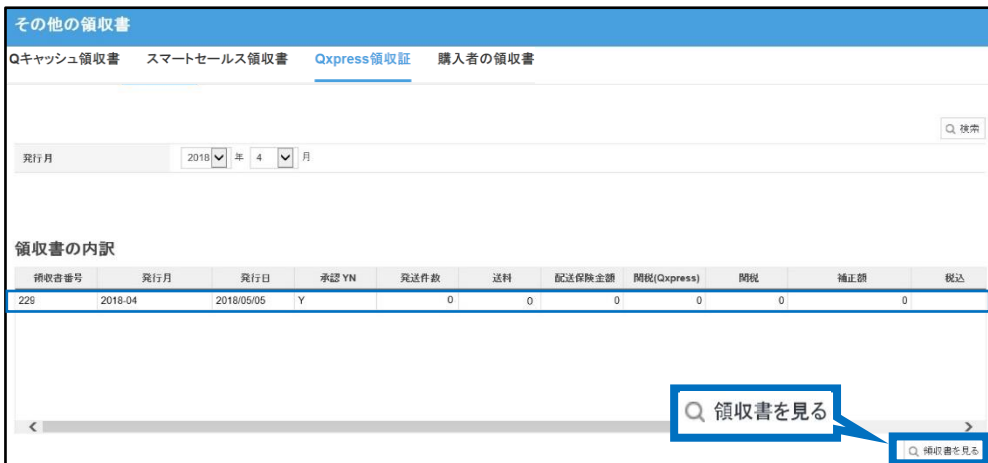 その他の領収書
Qキャッシュ領収書 スマートセールス領収書 Qxpress領収証 購入者の領収書
検索
発行月 2018 年 4 月
領収書の内訳
領収書番号 発行月 発行日 承認 YN 発送件数 送料 配送保険金額 関税(Qxpress) 関税 補正額 税込
229 2018-04 2018/05/05 Y 0 0 0 0 0 0
領収書を見る
領収書を見る